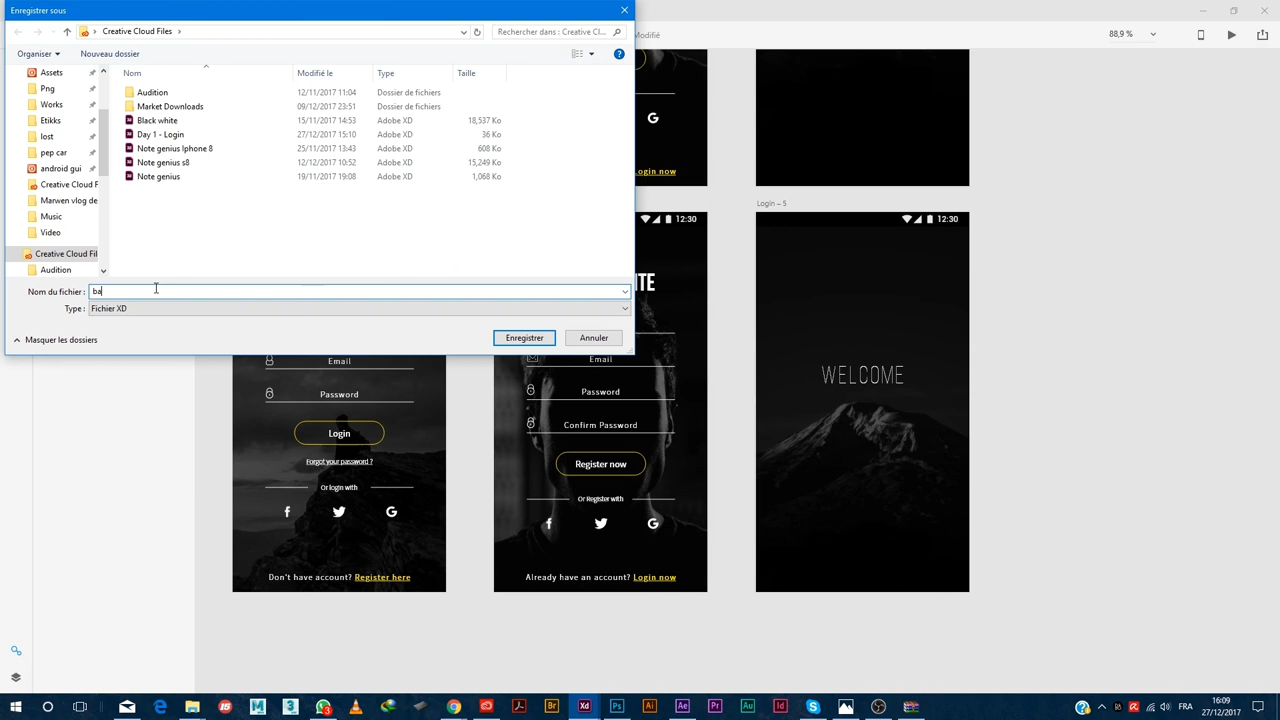 Enregistrer sous
Creative Cloud Files
Rechercher dans : Creative Cl...
Modifié
88,9 %
Organiser
Nouveau dossier
Nom
Modifié le
Type
Taille
Assets
Png
Works
Etikks
lost
pep car
android gui
Creative Cloud F
Marwen vlog de
Music
Video
Creative Cloud Fil
Audition
Audition 12/11/2017 11:04 Dossier de fichiers
Market Downloads 09/12/2017 23:51 Dossier de fichiers
Black white 15/11/2017 14:53 Adobe XD 18,537 Ko
Day 1 - Login 27/12/2017 15:10 Adobe XD 36 Ko
Note genius Iphone 8 25/11/2017 13:43 Adobe XD 608 Ko
Note genius s8 12/12/2017 10:52 Adobe XD 15,249 Ko
Note genius 19/11/2017 19:08 Adobe XD 1,068 Ko
Nom du fichier : ba
Type : Fichier XD
Masquer les dossiers
Enregistrer
Annuler
Login now
Login – 5
12:30
12:30
ITE
WELCOME
Email
Password
Login
Forgot your password ?
Or login with
Don't have account? Register here
Email
Password
Confirm Password
Register now
Or Register with
Already have an account? Login now
FRA
16:09
27/12/2017